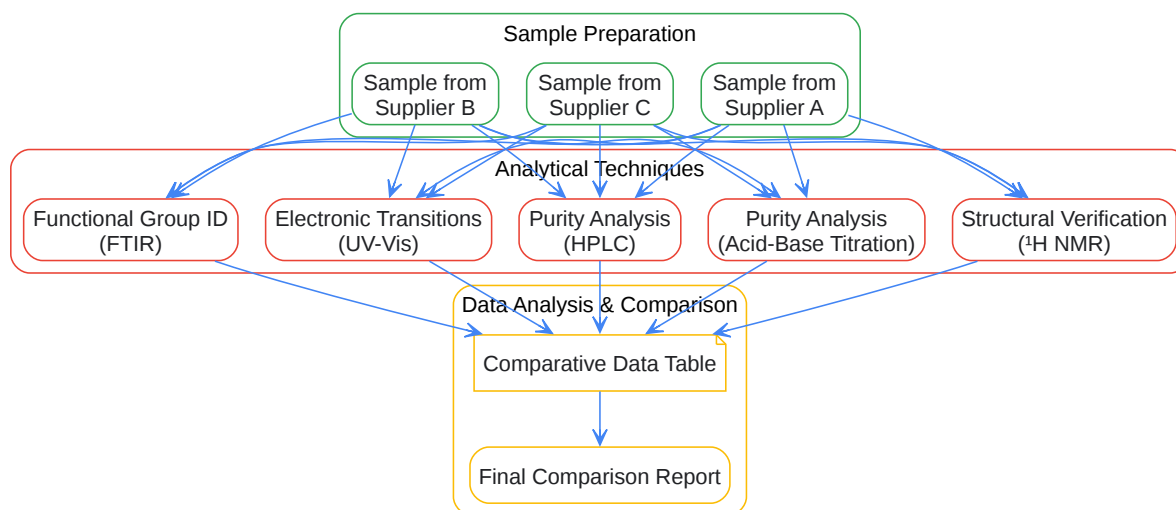 Sample Preparation
Sample from
Supplier B
Sample from
Supplier C
Sample from
Supplier A
Analytical Techniques
Functional Group ID
(FTIR)
Electronic Transitions
(UV-Vis)
Purity Analysis
(HPLC)
Purity Analysis
(Acid-Base Titration)
Structural Verification
(¹H NMR)
Data Analysis & Comparison
Comparative Data Table
Final Comparison Report